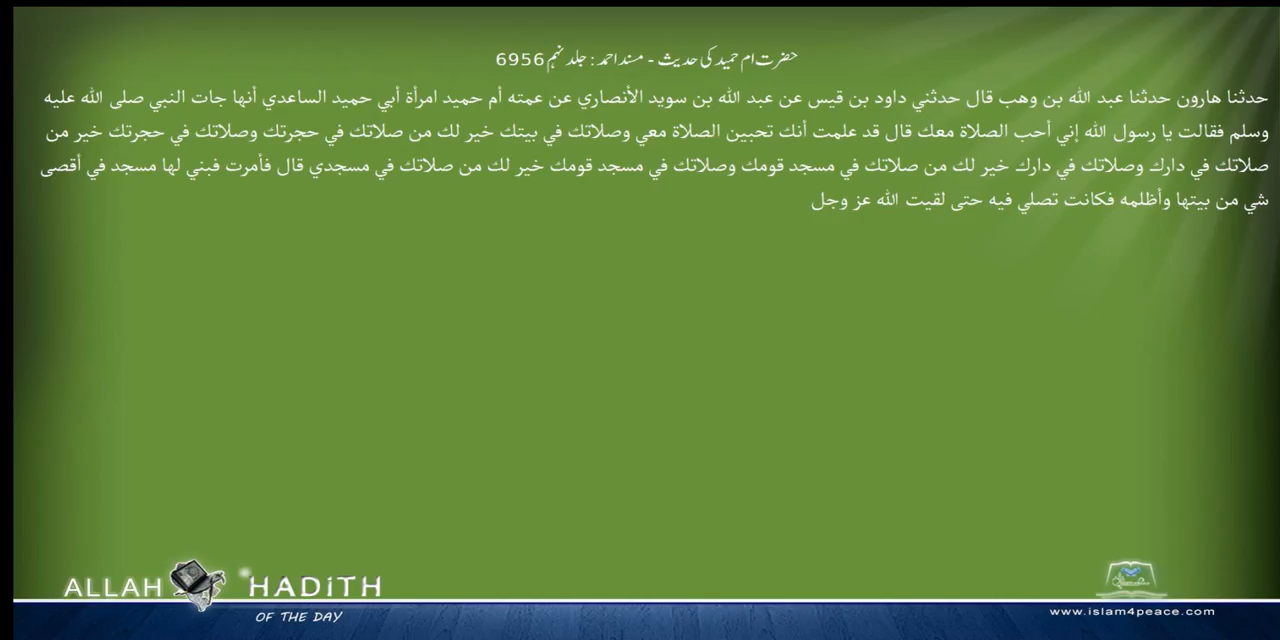 حضرت ام حمید کی حدیث - مسند احمد : جلد نہم 6956
حدثنا هارون حدثنا عبد الله بن وهب قال حدثني داود بن قيس عن عبد الله بن سويد الأنصاري عن عمته أم حميد امرأة أبي حميد الساعدي أنها جات النبي صلى الله عليه
وسلم فقالت يا رسول الله إني أحب الصلاة معك قال قد علمت أنك تحبين الصلاة معي وصلاتك في بيتك خير لك من صلاتك في حجرتك وصلاتك في حجرتك خير من
صلاتك في دارك وصلاتك في دارك خير لك من صلاتك في مسجد قومك وصلاتك في مسجد قومك خير لك من صلاتك في مسجدي قال فأمرت فبني لها مسجد في أقصى
شي من بيتها وأظلمه فكانت تصلي فيه حتى لقيت الله عز وجل
ALLAH HADiTH
OF THE DAY
www.islam4peace.com